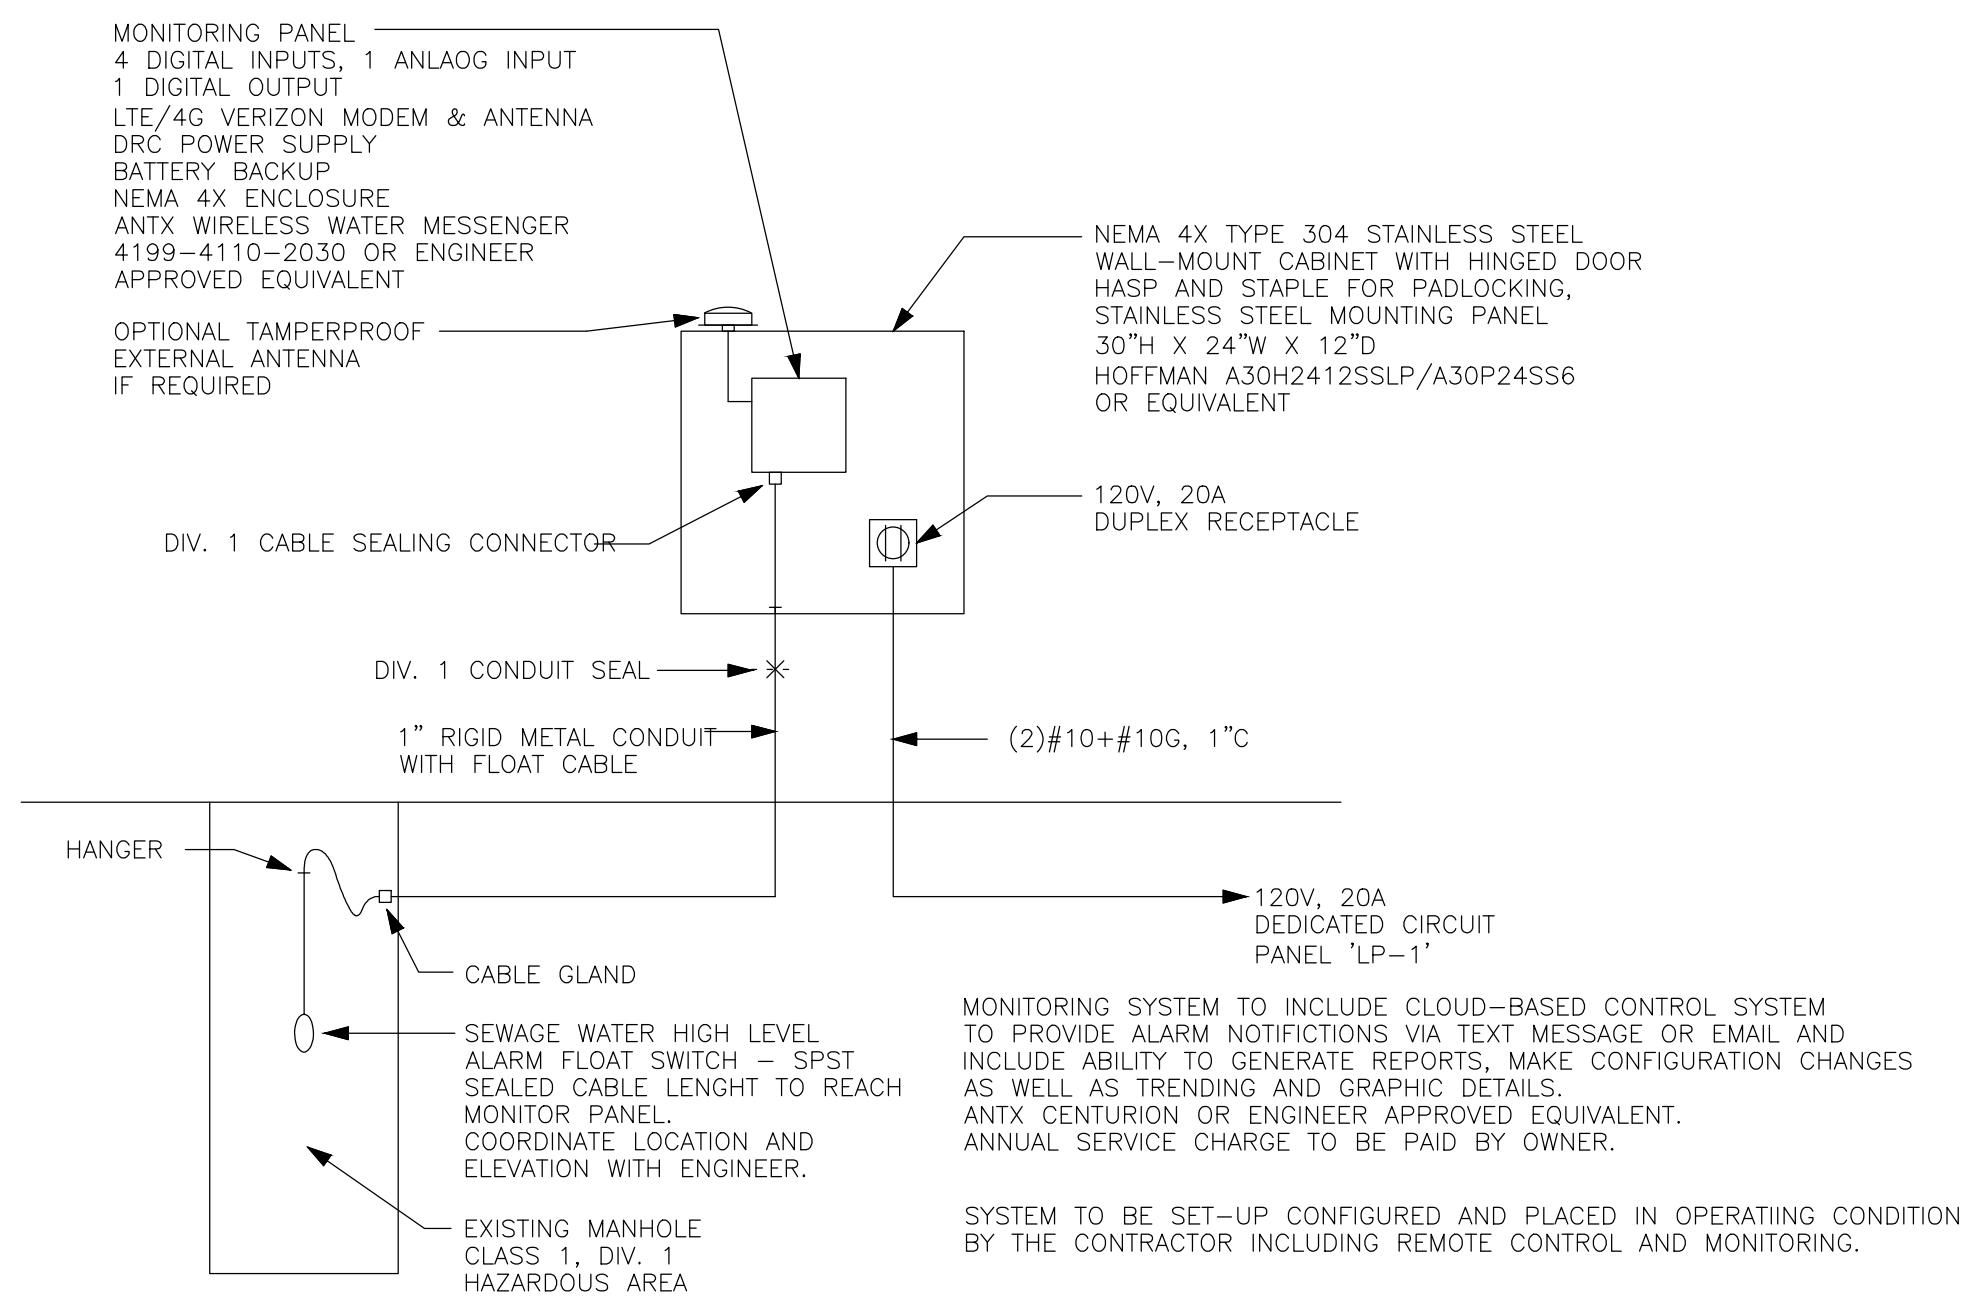 MONITORING PANEL
4 DIGITAL INPUTS, 1 ANLAOG INPUT
1 DIGITAL OUTPUT
LTE/4G VERIZON MODEM & ANTENNA
DRC POWER SUPPLY
BATTERY BACKUP
NEMA 4X ENCLOSURE
ANTX WIRELESS WATER MESSENGER
4199-4110-2030 OR ENGINEER
APPROVED EQUIVALENT
OPTIONAL TAMPERPROOF
EXTERNAL ANTENNA
IF REQUIRED
NEMA 4X TYPE 304 STAINLESS STEEL
WALL-MOUNT CABINET WITH HINGED DOOR
HASP AND STAPLE FOR PADLOCKING,
STAINLESS STEEL MOUNTING PANEL
30"H X 24"W X 12"D
HOFFMAN A30H2412SSLP/A30P24SS6
OR EQUIVALENT
120V, 20A
DUPLEX RECEPTACLE
DIV. 1 CABLE SEALING CONNECTOR
DIV. 1 CONDUIT SEAL
1" RIGID METAL CONDUIT
WITH FLOAT CABLE
(2)#10+#10G, 1"C
HANGER
120V, 20A
DEDICATED CIRCUIT
PANEL 'LP-1'
CABLE GLAND
SEWAGE WATER HIGH LEVEL
ALARM FLOAT SWITCH - SPST
SEALED CABLE LENGHT TO REACH
MONITOR PANEL.
COORDINATE LOCATION AND
ELEVATION WITH ENGINEER.
EXISTING MANHOLE
CLASS 1, DIV. 1
HAZARDOUS AREA
MONITORING SYSTEM TO INCLUDE CLOUD-BASED CONTROL SYSTEM
TO PROVIDE ALARM NOTIFICTIONS VIA TEXT MESSAGE OR EMAIL AND
INCLUDE ABILITY TO GENERATE REPORTS, MAKE CONFIGURATION CHANGES
AS WELL AS TRENDING AND GRAPHIC DETAILS.
ANTX CENTURION OR ENGINEER APPROVED EQUIVALENT.
ANNUAL SERVICE CHARGE TO BE PAID BY OWNER.
SYSTEM TO BE SET-UP CONFIGURED AND PLACED IN OPERATIING CONDITION
BY THE CONTRACTOR INCLUDING REMOTE CONTROL AND MONITORING.